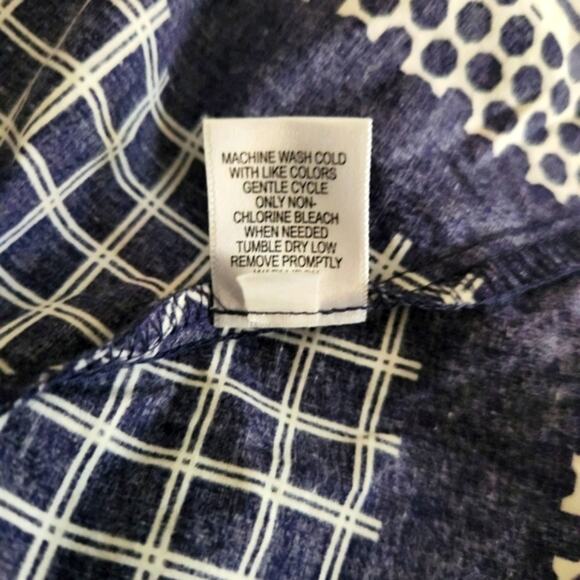 MACHINE WASH COLD
WITH LIKE COLORS
GENTLE CYCLE
ONLY NON-
CHLORINE BLEACH
WHEN NEEDED
TUMBLE DRY LOW
REMOVE PROMPTLY